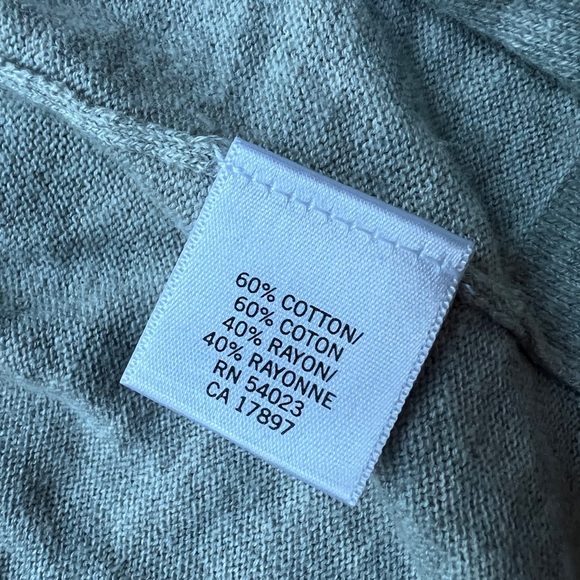 60% COTTON/
60% COTON
40% RAYON/
40% RAYONNE
RN 54023
CA 17897